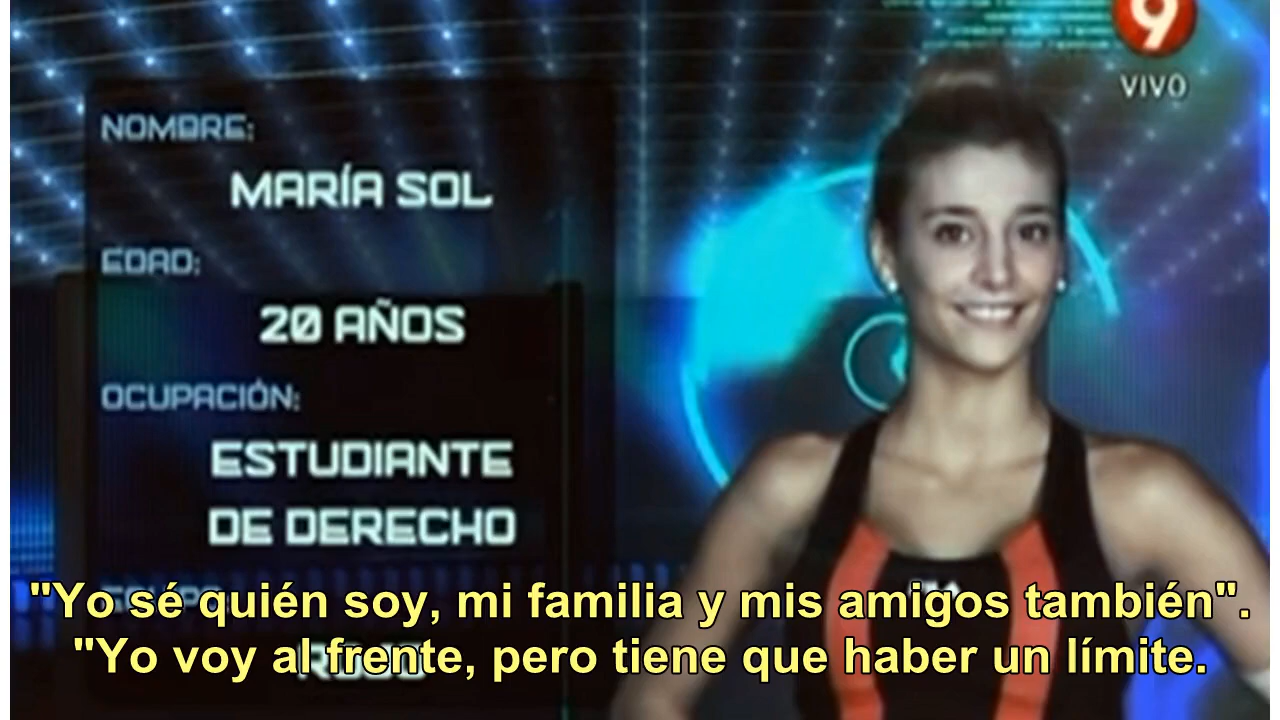 9
VIVO
NOMBRE:
MARÍA SOL
EDAD:
20 AÑOS
OCUPACIÓN:
ESTUDIANTE
DE DERECHO
"Yo sé quién soy, mi familia y mis amigos también".
"Yo voy al frente, pero tiene que haber un límite.